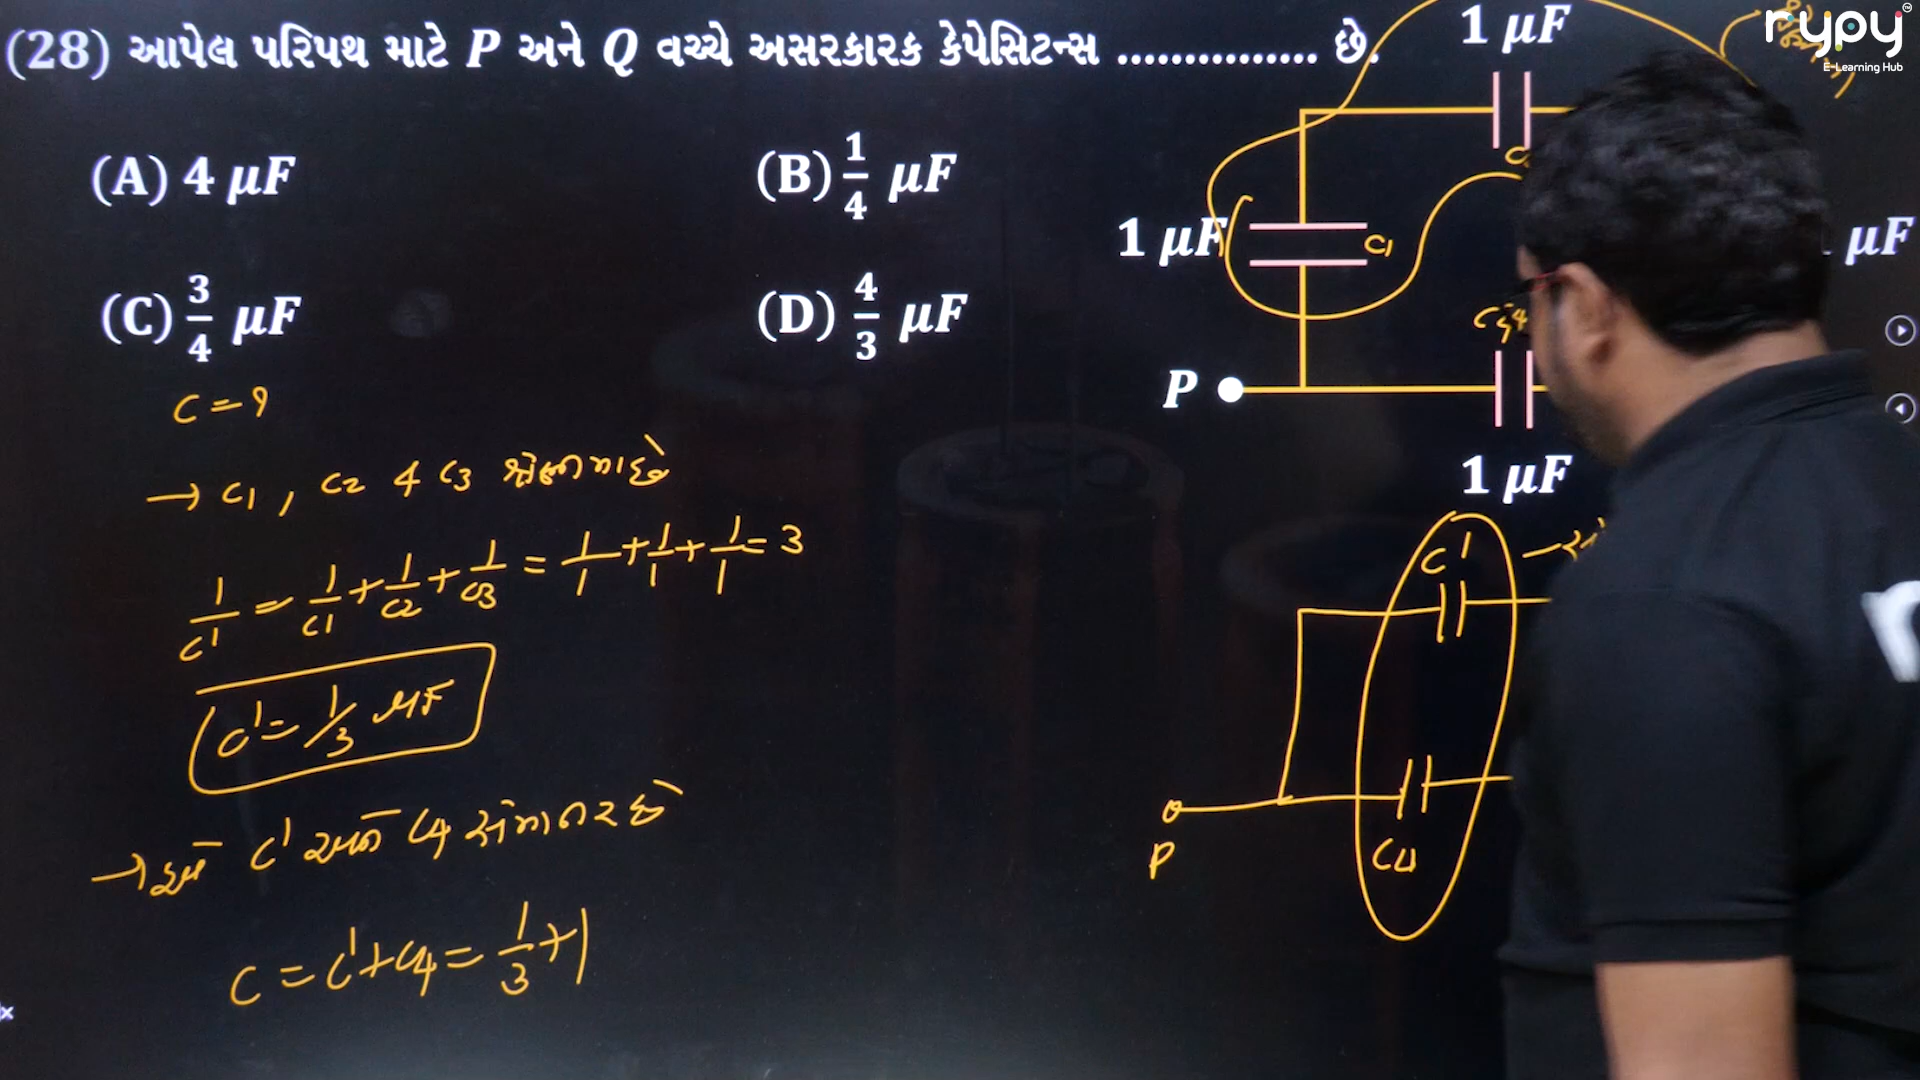 (28) આપેલ પરિપથ માટે P અને Q વચ્ચે અસરકારક કેપેસિટન્સ ............... છે.
(A) 4 μF
(B) 1/4 μF
(C) 3/4 μF
(D) 4/3 μF
1 μF
1 μF
C1
μF
P
1 μF
C = ?
→ C1, C2 & C3 શ્રેણીમાં છે
1/C' = 1/C1 + 1/C2 + 1/C3 = 1/1 + 1/1 + 1/1 = 3
C' = 1/3 μF
→ હવે C' અને C4 સમાંતર છે
C = C' + C4 = 1/3 + 1
C'
C4
P
rypy
E-Learning Hub